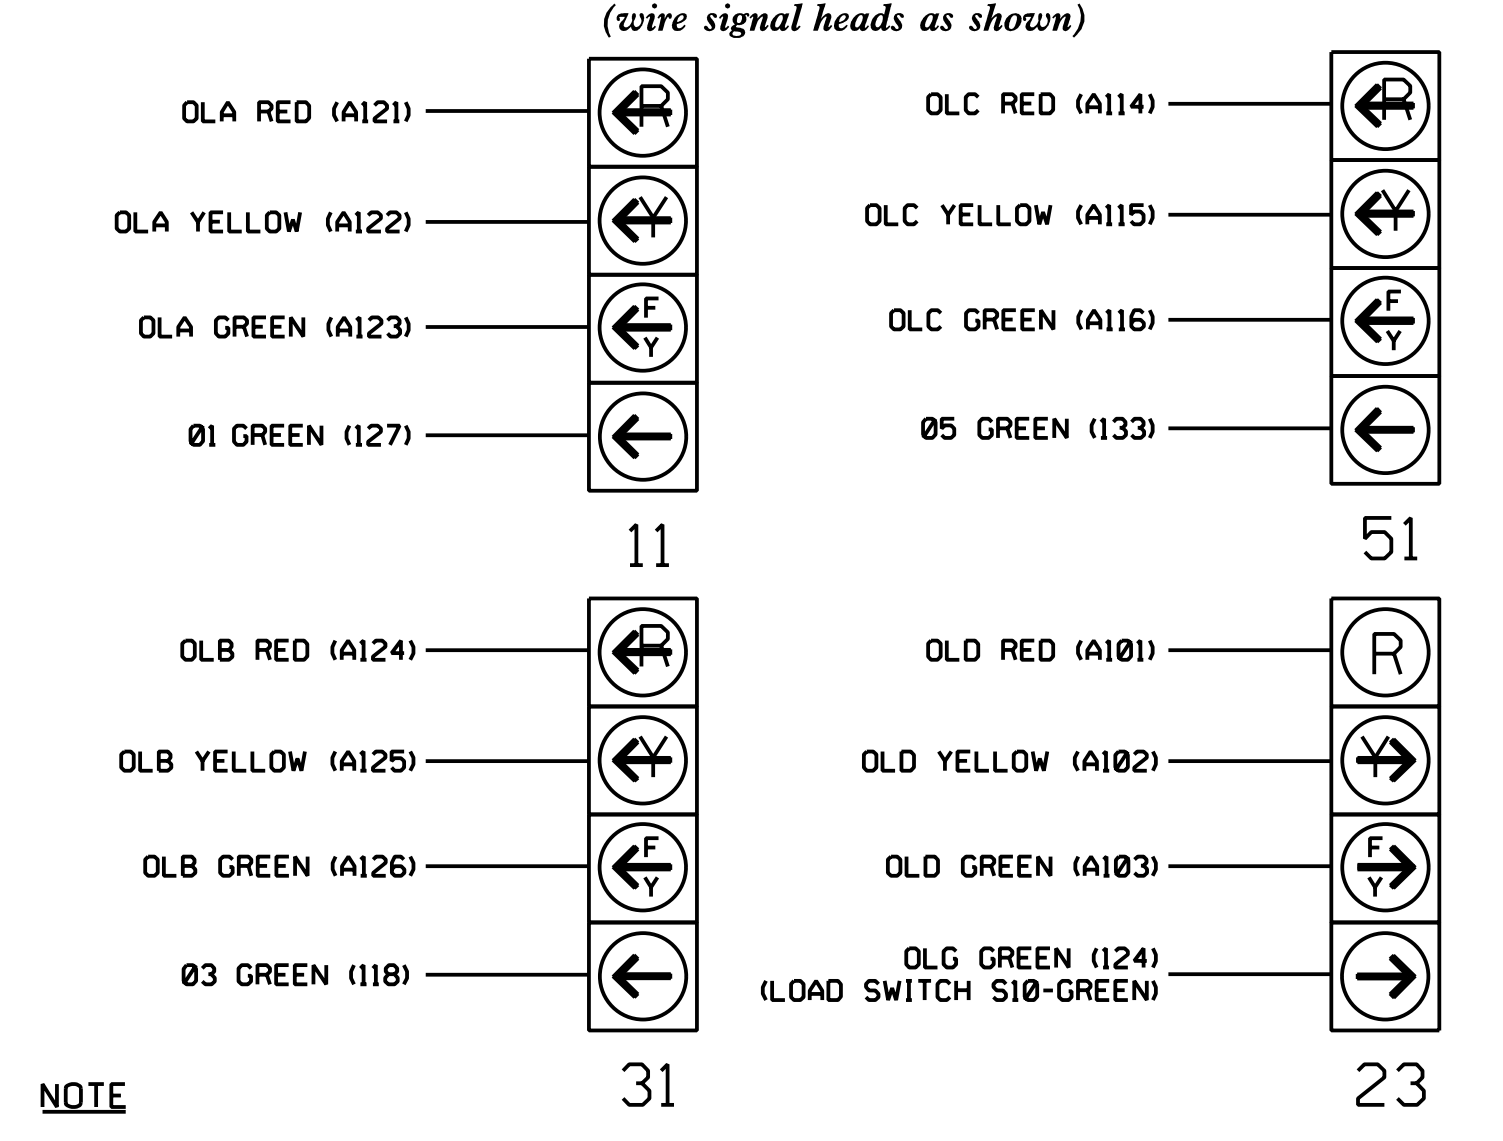 (wire signal heads as shown)
OLA RED (A121)
R
OLA YELLOW (A122)
Y
OLA GREEN (A123)
F
Y
01 GREEN (127)
11
OLC RED (A114)
R
OLC YELLOW (A115)
Y
OLC GREEN (A116)
F
Y
05 GREEN (133)
51
OLB RED (A124)
R
OLB YELLOW (A125)
Y
OLB GREEN (A126)
F
Y
03 GREEN (118)
31
OLD RED (A101)
R
OLD YELLOW (A102)
Y
OLD GREEN (A103)
F
Y
OLG GREEN (124)
(LOAD SWITCH S10-GREEN)
23
NOTE